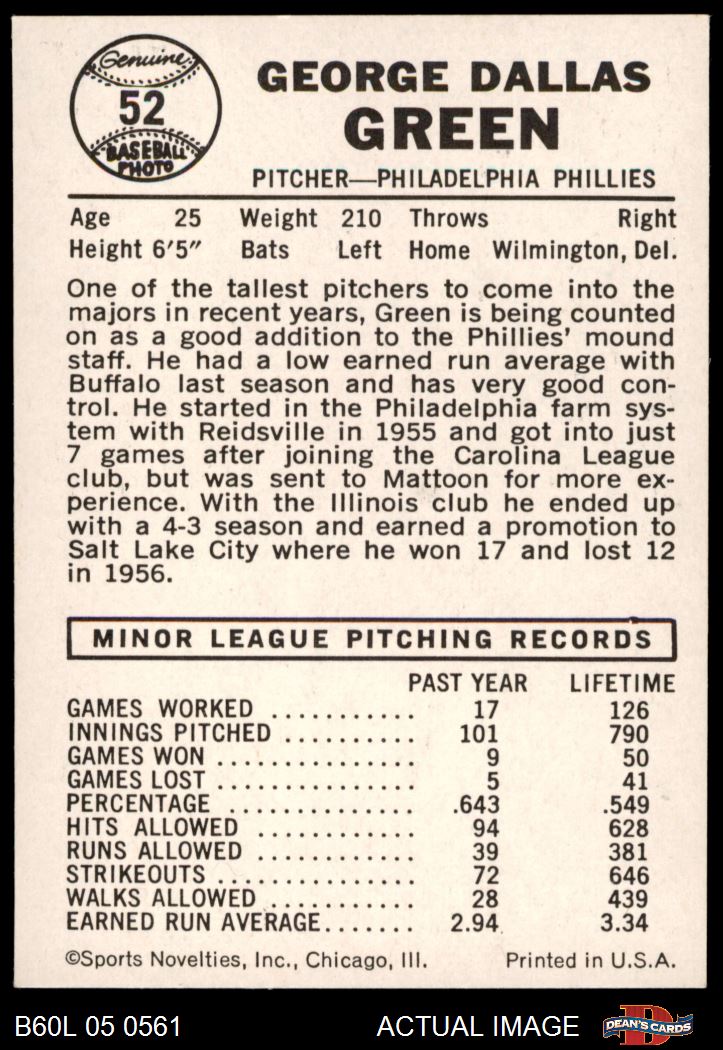 Genuine
52
BASEBALL
PHOTO
GEORGE DALLAS
GREEN
PITCHER—PHILADELPHIA PHILLIES
Age 25 Weight 210 Throws Right
Height 6'5" Bats Left Home Wilmington, Del.
One of the tallest pitchers to come into the
majors in recent years, Green is being counted
on as a good addition to the Phillies' mound
staff. He had a low earned run average with
Buffalo last season and has very good con-
trol. He started in the Philadelphia farm sys-
tem with Reidsville in 1955 and got into just
7 games after joining the Carolina League
club, but was sent to Mattoon for more ex-
perience. With the Illinois club he ended up
with a 4-3 season and earned a promotion to
Salt Lake City where he won 17 and lost 12
in 1956.
MINOR LEAGUE PITCHING RECORDS
PAST YEAR LIFETIME
GAMES WORKED ........... 17 126
INNINGS PITCHED .......... 101 790
GAMES WON ................ 9 50
GAMES LOST ................ 5 41
PERCENTAGE ............... .643 .549
HITS ALLOWED ............ 94 628
RUNS ALLOWED ............ 39 381
STRIKEOUTS ................ 72 646
WALKS ALLOWED ........... 28 439
EARNED RUN AVERAGE....... 2.94 3.34
©Sports Novelties, Inc., Chicago, Ill. Printed in U.S.A.
B60L 05 0561 ACTUAL IMAGE D DEAN'S CARDS